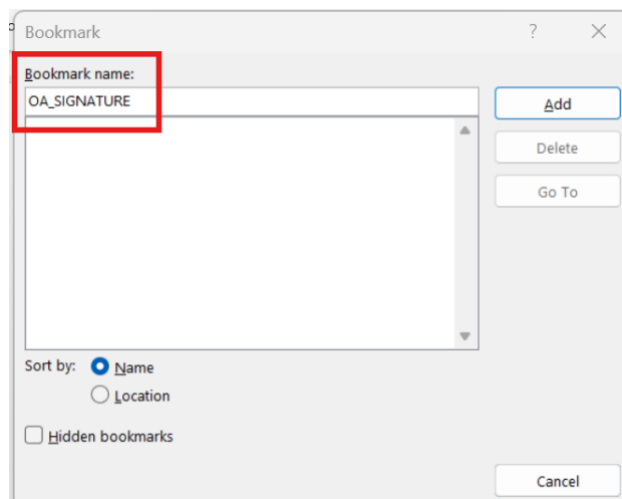 Bookmark
?
Bookmark name:
OA_SIGNATURE
Add
Delete
Go To
Sort by:
Name
Location
Hidden bookmarks
Cancel